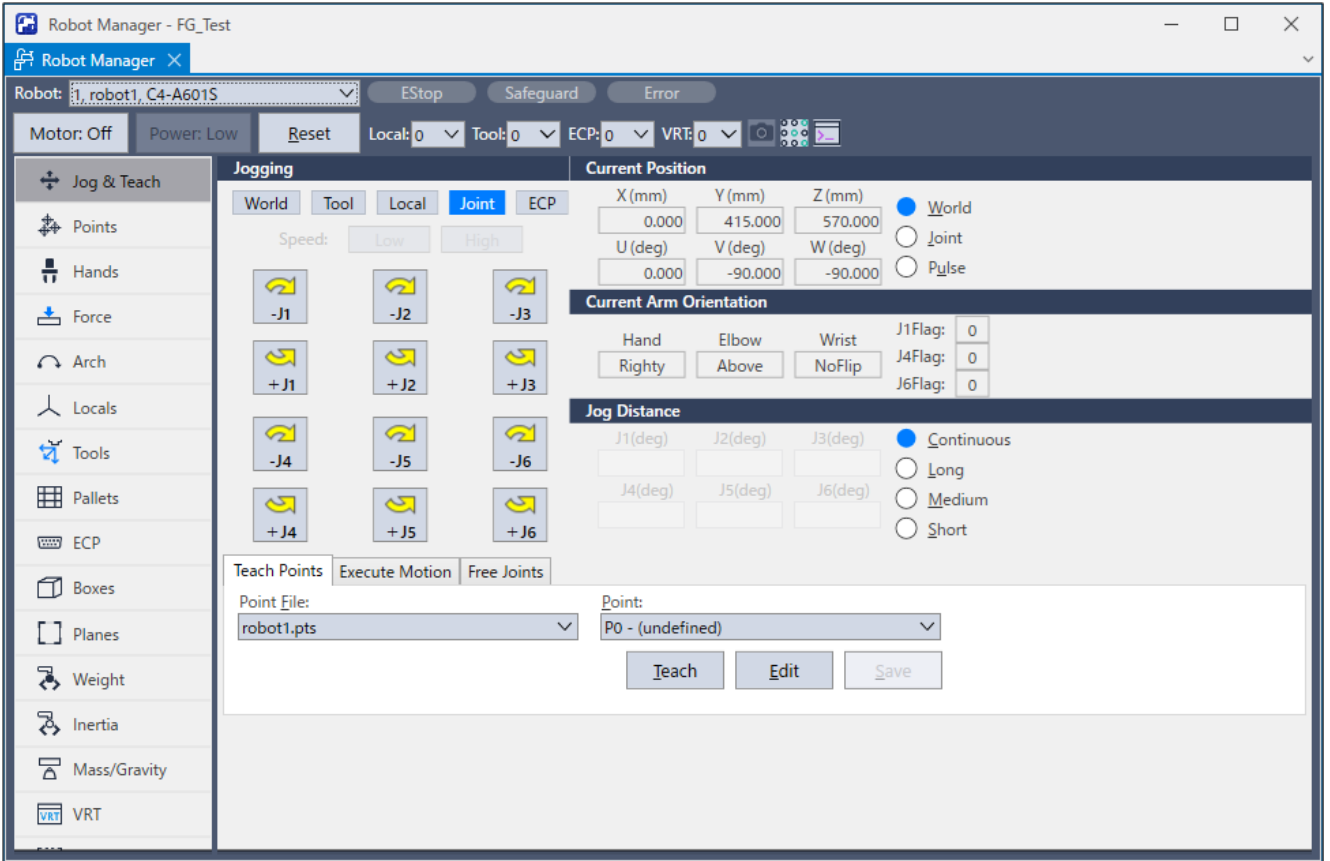 Robot Manager - FG_Test
Robot Manager
Robot: 1, robot1, C4-A601S EStop Safeguard Error
Motor: Off Power: Low Reset Local: 0 Tool: 0 ECP: 0 VRT: 0
Jog & Teach
Points
Hands
Force
Arch
Locals
Tools
Pallets
ECP
Boxes
Planes
Weight
Inertia
Mass/Gravity
VRT
Jogging
World Tool Local Joint ECP
Speed: Low High
-J1 -J2 -J3
+J1 +J2 +J3
-J4 -J5 -J6
+J4 +J5 +J6
Current Position
X (mm) Y (mm) Z (mm)
0.000 415.000 570.000
U (deg) V (deg) W (deg)
0.000 -90.000 -90.000
World
Joint
Pulse
Current Arm Orientation
Hand Elbow Wrist
Righty Above NoFlip
J1Flag: 0
J4Flag: 0
J6Flag: 0
Jog Distance
J1(deg) J2(deg) J3(deg)
J4(deg) J5(deg) J6(deg)
Continuous
Long
Medium
Short
Teach Points Execute Motion Free Joints
Point File: Point:
robot1.pts P0 - (undefined)
Teach Edit Save